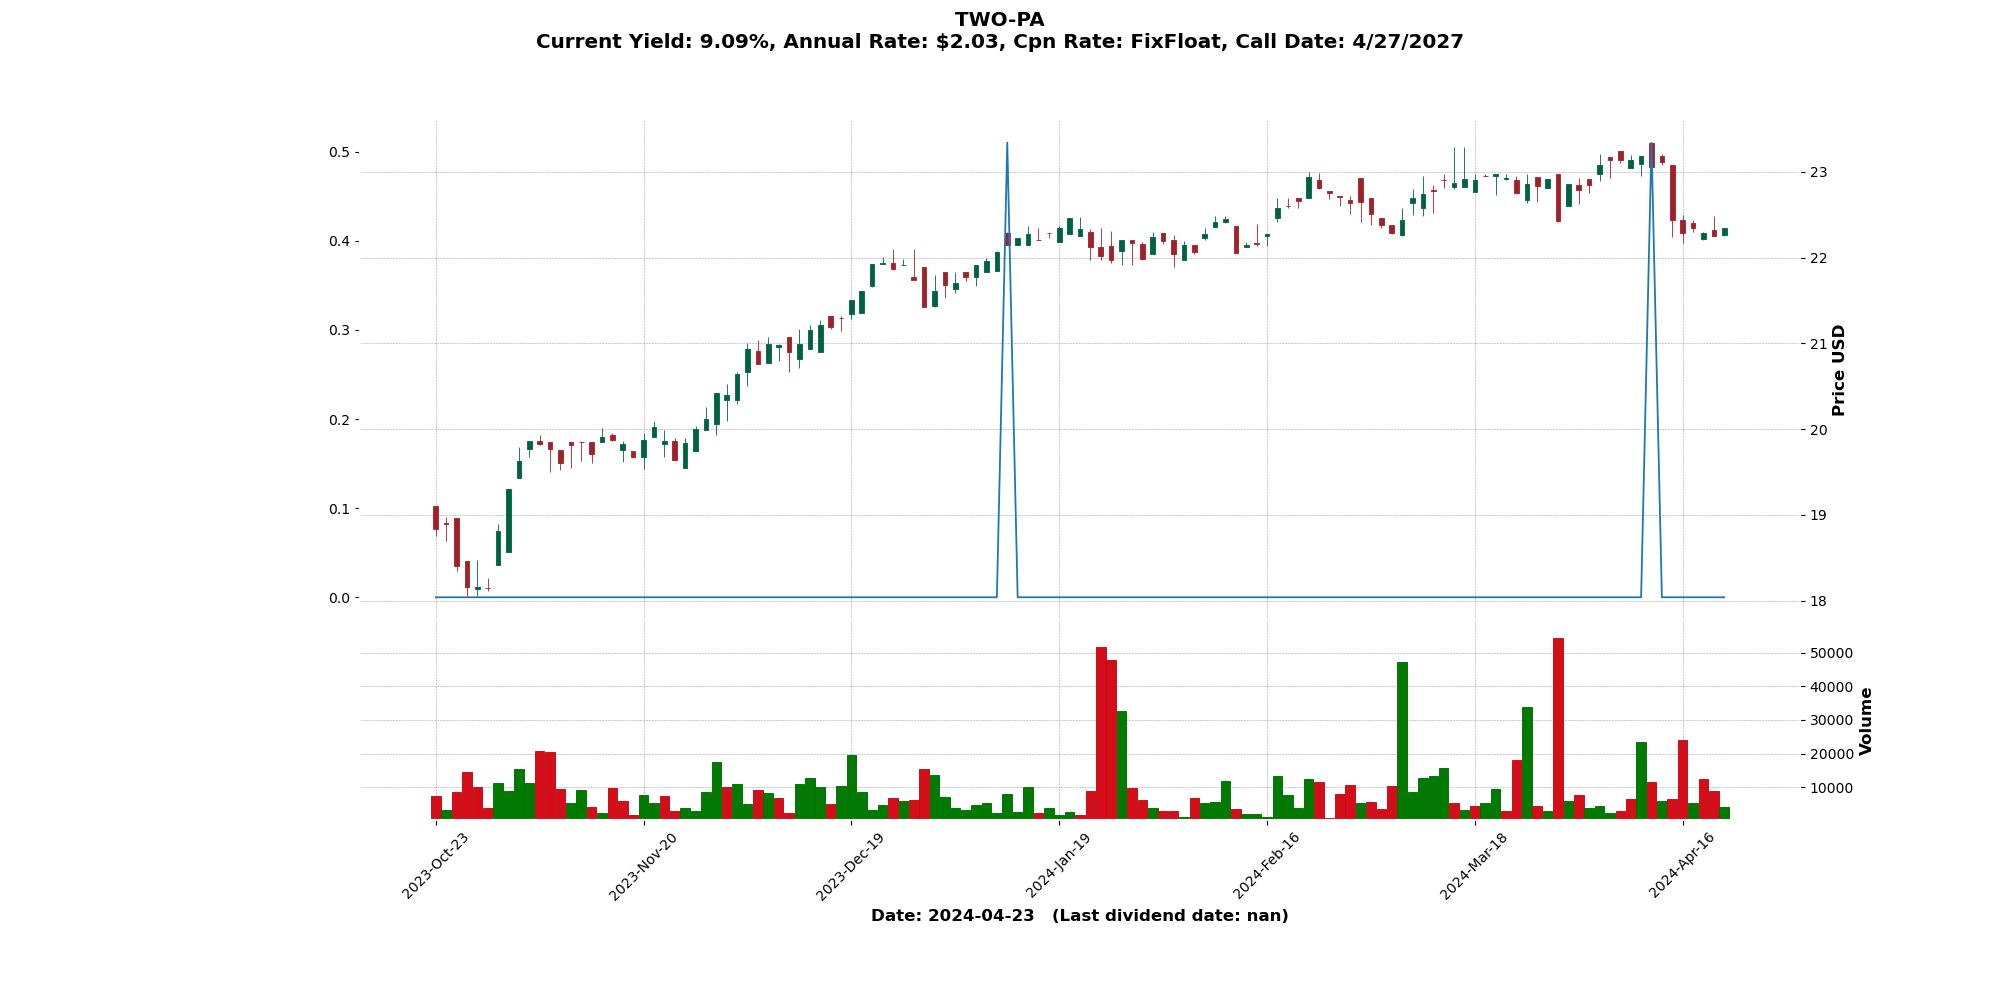 TWO-PA
Current Yield: 9.09%, Annual Rate: $2.03, Cpn Rate: FixFloat, Call Date: 4/27/2027
0.5
0.4
0.3
0.2
0.1
0.0
23
22
21
20
19
18
Price USD
50000
40000
30000
20000
10000
Volume
2023-Oct-23
2023-Nov-20
2023-Dec-19
2024-Jan-19
2024-Feb-16
2024-Mar-18
2024-Apr-16
Date: 2024-04-23   (Last dividend date: nan)